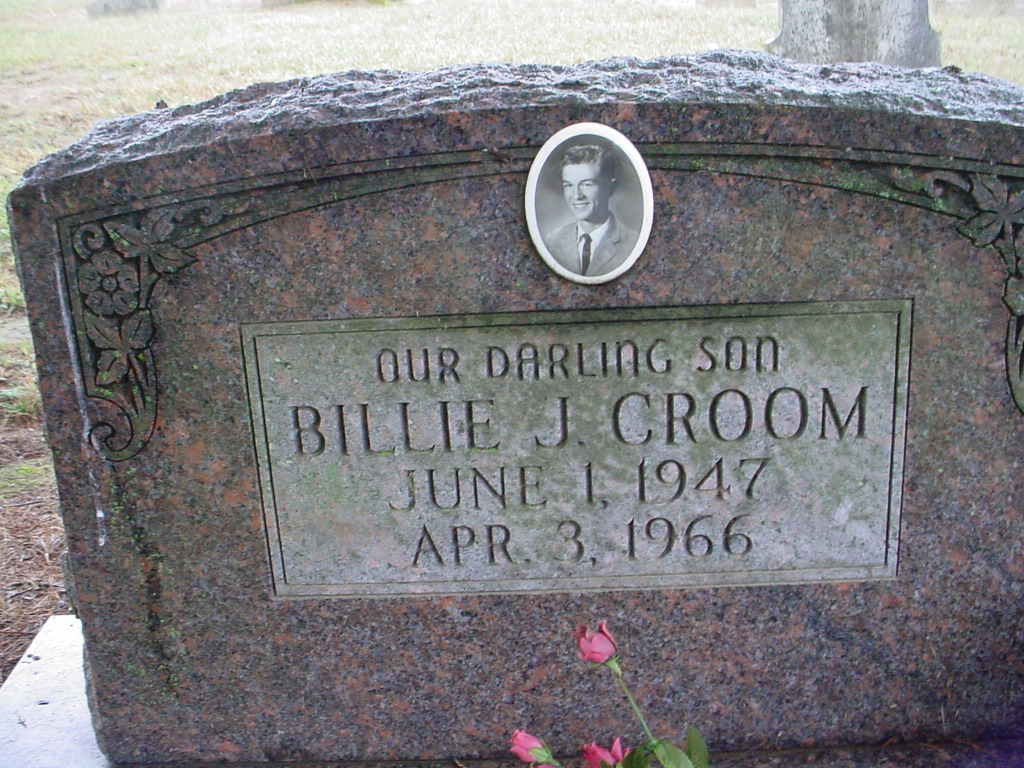 OUR DARLING SON
BILLIE J. CROOM
JUNE 1, 1947
APR. 3, 1966